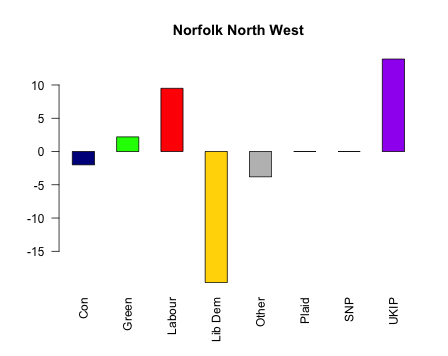 Norfolk North West
10
5
0
-5
-10
-15
Con
Green
Labour
Lib Dem
Other
Plaid
SNP
UKIP